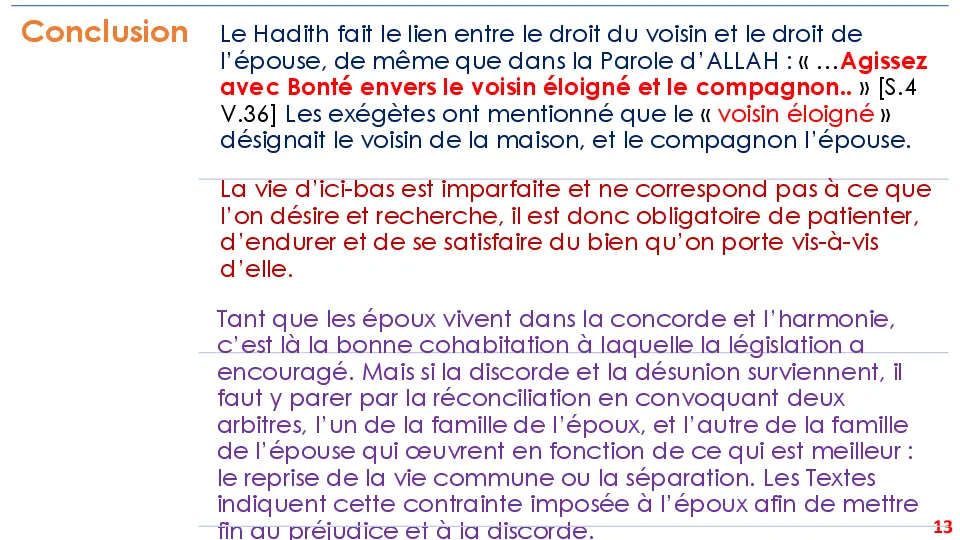 Conclusion
Le Hadith fait le lien entre le droit du voisin et le droit de
l’épouse, de même que dans la Parole d’ALLAH : « …Agissez
avec Bonté envers le voisin éloigné et le compagnon.. » [S.4
V.36] Les exégètes ont mentionné que le « voisin éloigné »
désignait le voisin de la maison, et le compagnon l’épouse.
La vie d’ici-bas est imparfaite et ne correspond pas à ce que
l’on désire et recherche, il est donc obligatoire de patienter,
d’endurer et de se satisfaire du bien qu’on porte vis-à-vis
d’elle.
Tant que les époux vivent dans la concorde et l’harmonie,
c’est là la bonne cohabitation à laquelle la législation a
encouragé. Mais si la discorde et la désunion surviennent, il
faut y parer par la réconciliation en convoquant deux
arbitres, l’un de la famille de l’époux, et l’autre de la famille
de l’épouse qui œuvrent en fonction de ce qui est meilleur :
le reprise de la vie commune ou la séparation. Les Textes
indiquent cette contrainte imposée à l’époux afin de mettre
fin au préjudice et à la discorde.
13